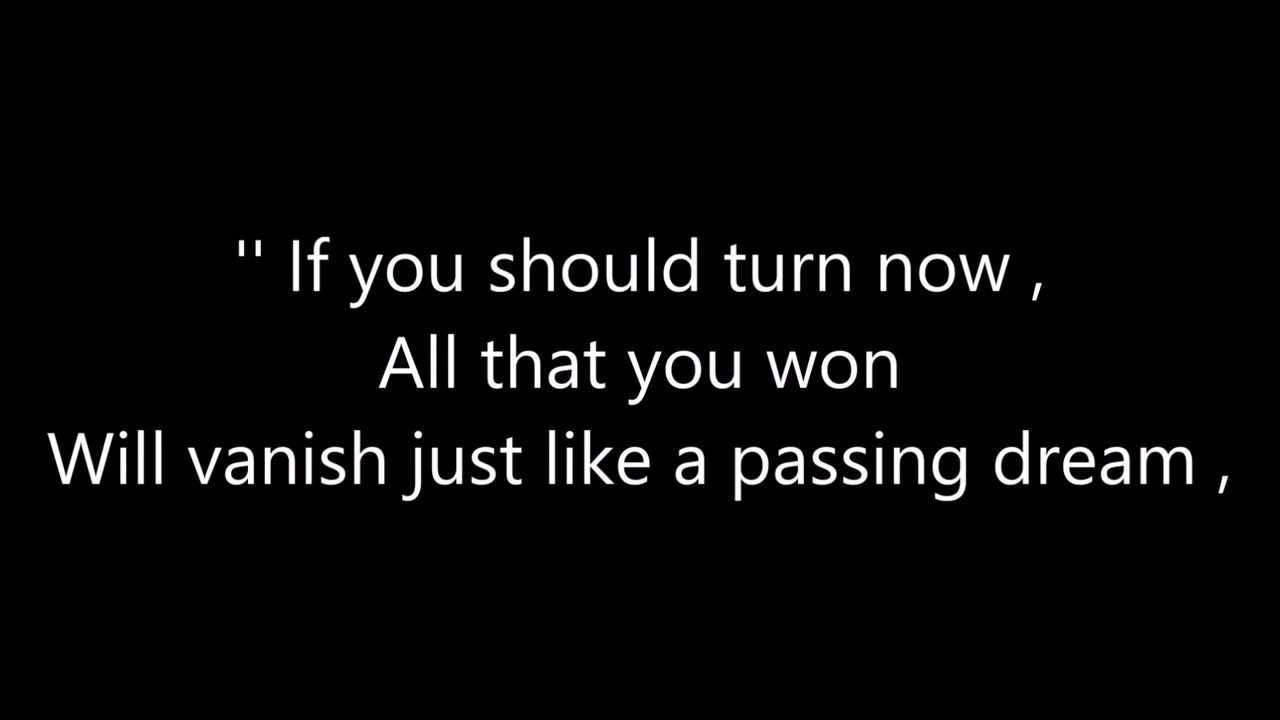 '' If you should turn now ,
All that you won
Will vanish just like a passing dream ,